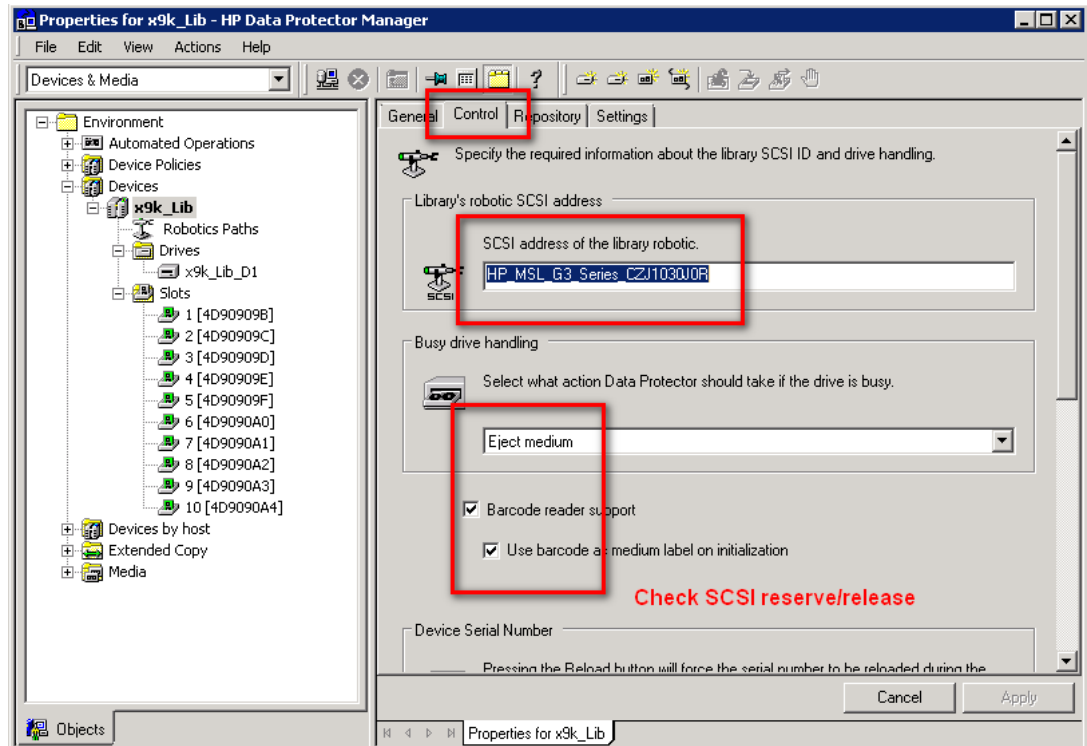 Properties for x9k_Lib - HP Data Protector Manager
File Edit View Actions Help
Devices & Media
Environment
Automated Operations
Device Policies
Devices
x9k_Lib
Robotics Paths
Drives
x9k_Lib_D1
Slots
1 [4D90909B]
2 [4D90909C]
3 [4D90909D]
4 [4D90909E]
5 [4D90909F]
6 [4D9090A0]
7 [4D9090A1]
8 [4D9090A2]
9 [4D9090A3]
10 [4D9090A4]
Devices by host
Extended Copy
Media
Objects
General Control Repository Settings
Specify the required information about the library SCSI ID and drive handling.
Library's robotic SCSI address
SCSI address of the library robotic.
SCSI
HP_MSL_G3_Series_CZJ1030J0R
Busy drive handling
Select what action Data Protector should take if the drive is busy.
Eject medium
Barcode reader support
Use barcode as medium label on initialization
Check SCSI reserve/release
Device Serial Number
Pressing the Reload button will force the serial number to be reloaded during the
Cancel Apply
Properties for x9k_Lib